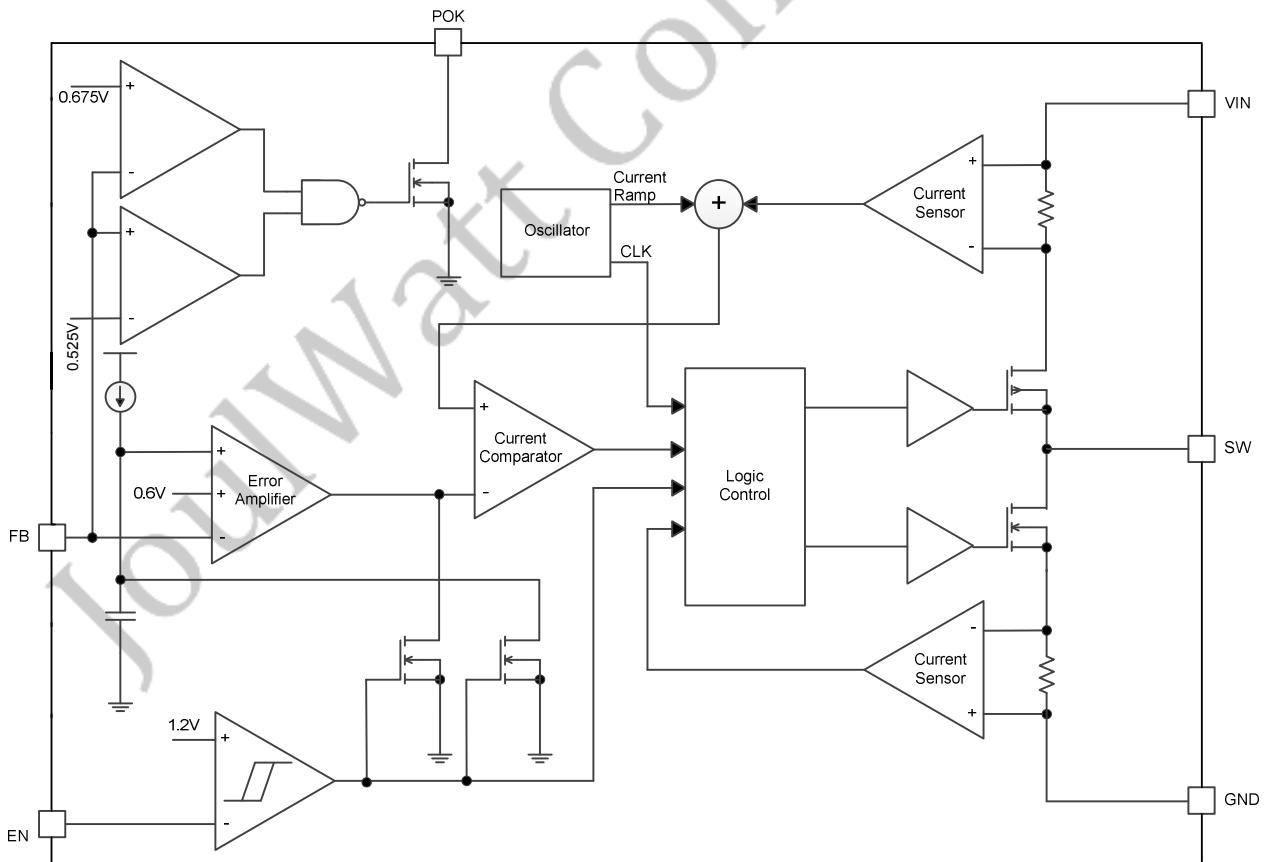 POK
0.675V
+
-
VIN
Current
Ramp
+
+
Current
Sensor
-
Oscillator
CLK
+
-
0.525V
+
Current
Comparator
-
+
Error
Amplifier
0.6V
+
-
FB
Logic
Control
SW
-
Current
Sensor
+
1.2V
+
-
EN
GND
JoulWatt Con